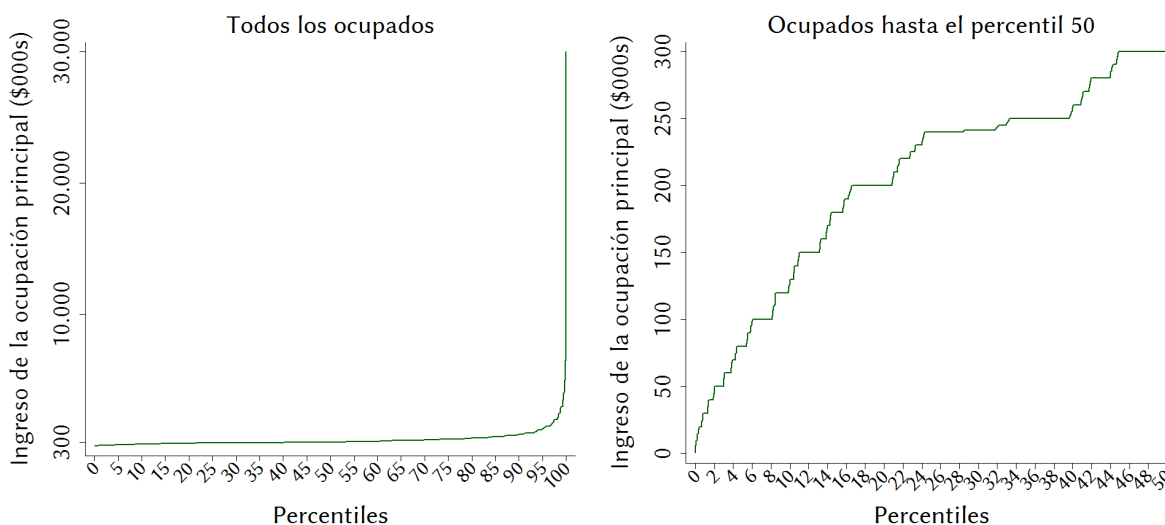 Todos los ocupados
Ingreso de la ocupación principal ($000s)
30.000
20.000
10.000
300
0 5 10 15 20 25 30 35 40 45 50 55 60 65 70 75 80 85 90 95 100
Percentiles
Ocupados hasta el percentil 50
Ingreso de la ocupación principal ($000s)
300
250
200
150
100
50
0
0 2 4 6 8 10 12 14 16 18 20 22 24 26 28 30 32 34 36 38 40 42 44 46 48 50
Percentiles